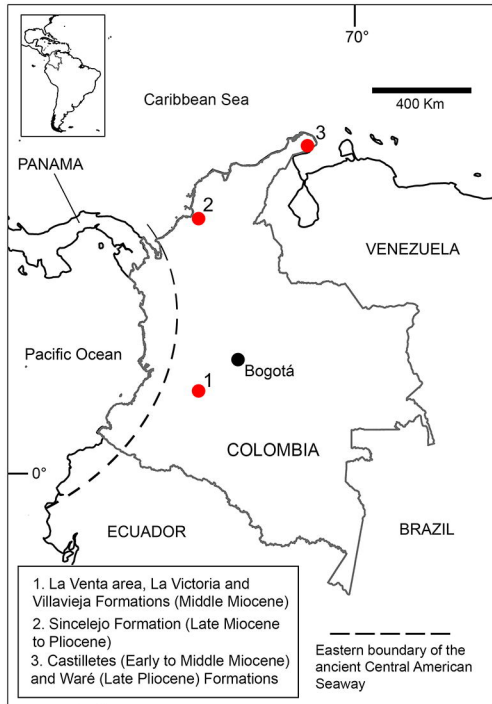 70°
Caribbean Sea
400 Km
3
PANAMA
2
VENEZUELA
Pacific Ocean
Bogotá
1
COLOMBIA
0°
ECUADOR
BRAZIL
1. La Venta area, La Victoria and
Villavieja Formations (Middle Miocene)
2. Sincelejo Formation (Late Miocene
to Pliocene)
3. Castilletes (Early to Middle Miocene)
and Waré (Late Pliocene) Formations
Eastern boundary of the
ancient Central American
Seaway